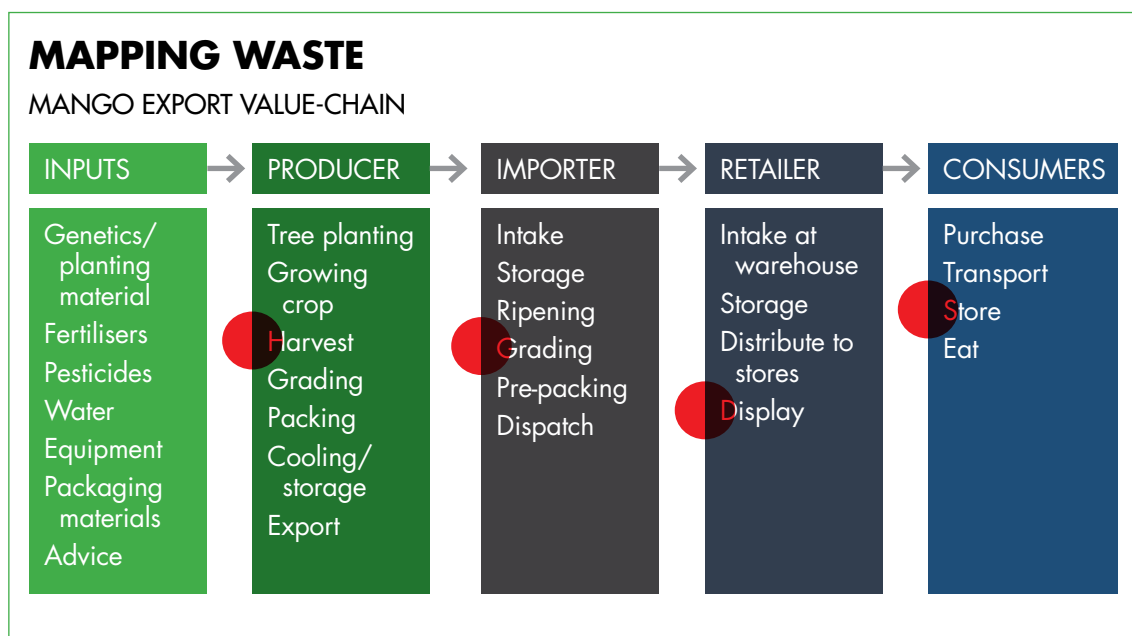 MAPPING WASTE
MANGO EXPORT VALUE-CHAIN
INPUTS
Genetics/
planting
material
Fertilisers
Pesticides
Water
Equipment
Packaging
materials
Advice
PRODUCER
Tree planting
Growing
crop
Harvest
Grading
Packing
Cooling/
storage
Export
IMPORTER
Intake
Storage
Ripening
Grading
Pre-packing
Dispatch
RETAILER
Intake at
warehouse
Storage
Distribute to
stores
Display
CONSUMERS
Purchase
Transport
Store
Eat